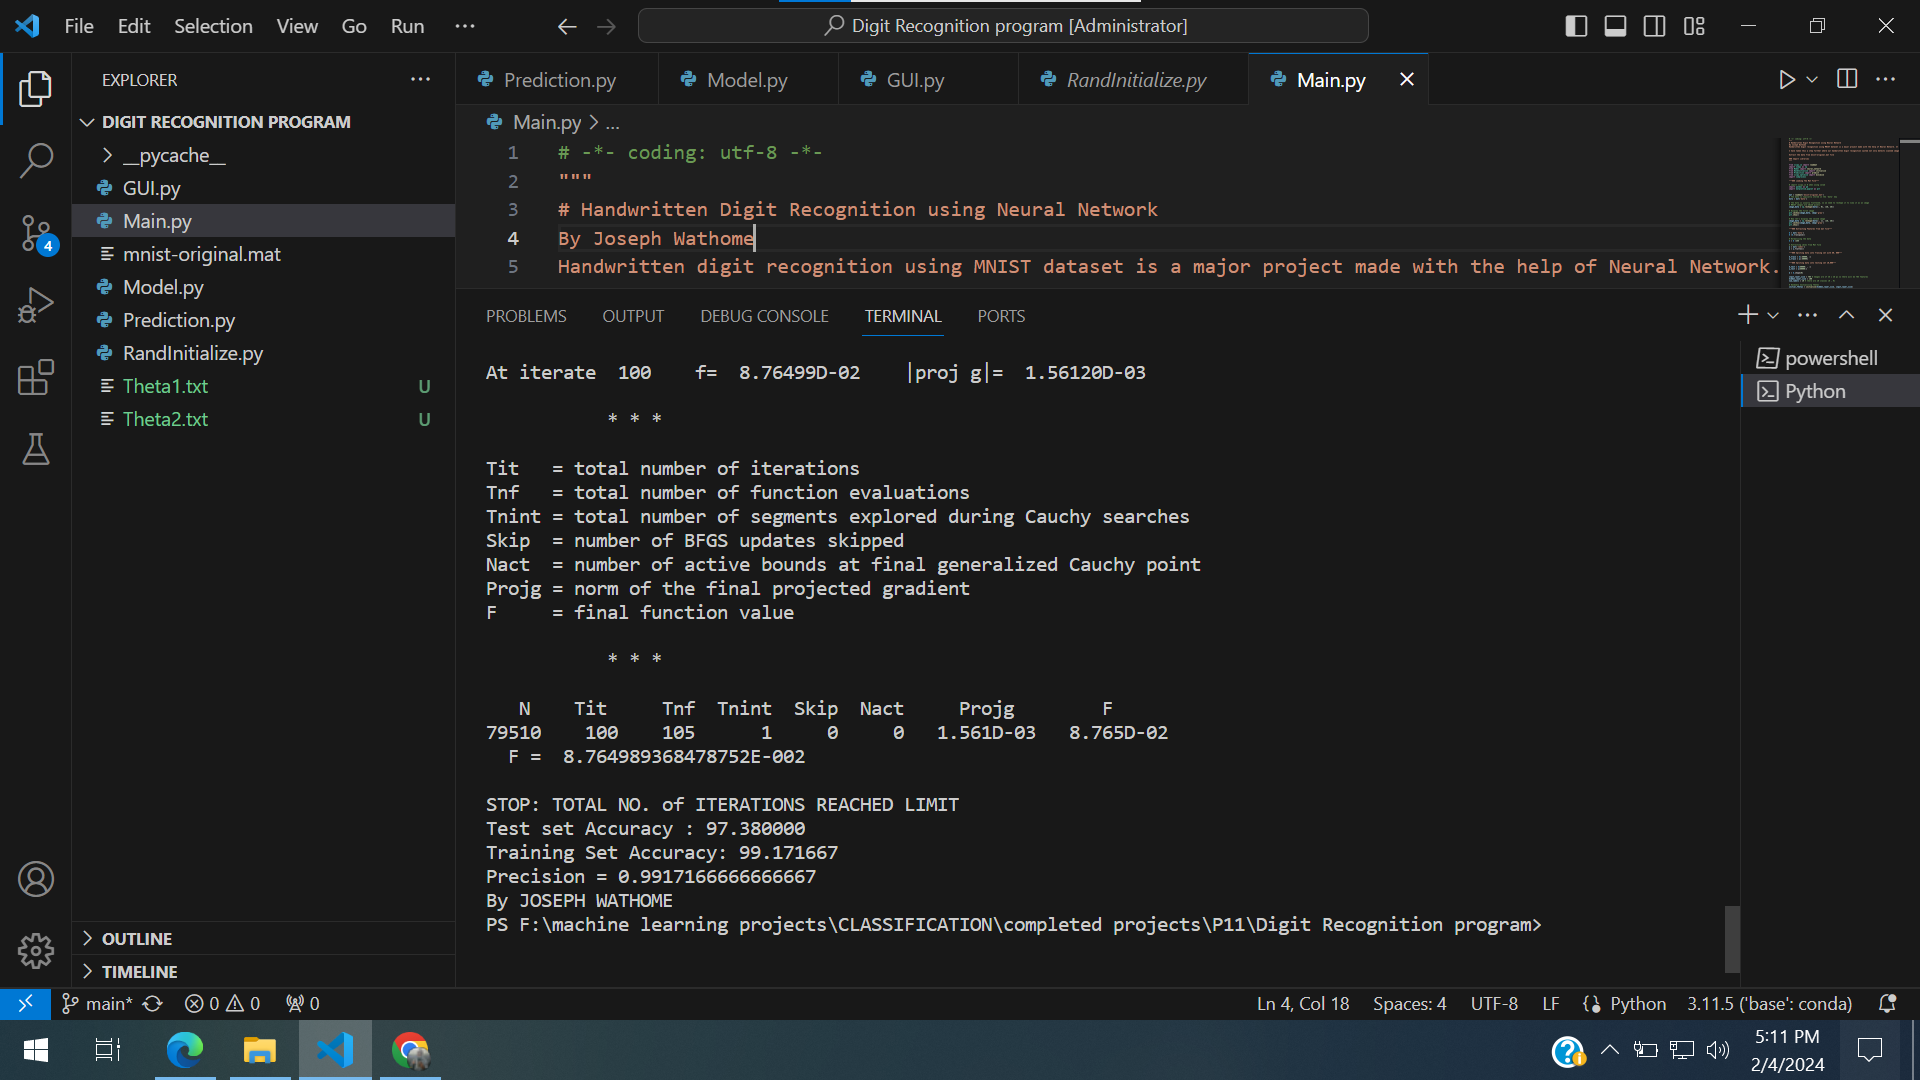 File Edit Selection View Go Run ··· Digit Recognition program [Administrator]
EXPLORER ···
DIGIT RECOGNITION PROGRAM
__pycache__
GUI.py
Main.py
mnist-original.mat
Model.py
Prediction.py
RandInitialize.py
Theta1.txt U
Theta2.txt U
OUTLINE
TIMELINE
4
Prediction.py Model.py GUI.py RandInitialize.py Main.py
Main.py > ...
1 # -*- coding: utf-8 -*-
2 """
3 # Handwritten Digit Recognition using Neural Network
4 By Joseph Wathome
5 Handwritten digit recognition using MNIST dataset is a major project made with the help of Neural Network.
PROBLEMS OUTPUT DEBUG CONSOLE TERMINAL PORTS
powershell
Python
At iterate  100    f=  8.76499D-02    |proj g|=  1.56120D-03
* * *
Tit   = total number of iterations
Tnf   = total number of function evaluations
Tnint = total number of segments explored during Cauchy searches
Skip  = number of BFGS updates skipped
Nact  = number of active bounds at final generalized Cauchy point
Projg = norm of the final projected gradient
F     = final function value
* * *
N    Tit     Tnf  Tnint  Skip  Nact     Projg        F
79510    100    105      1     0     0   1.561D-03   8.765D-02
F =  8.7649893684787 52E-002
STOP: TOTAL NO. of ITERATIONS REACHED LIMIT
Test set Accuracy : 97.380000
Training Set Accuracy: 99.171667
Precision = 0.9917166666666667
By JOSEPH WATHOME
PS F:\machine learning projects\CLASSIFICATION\completed projects\P11\Digit Recognition program>
main* 0 0 0 Ln 4, Col 18 Spaces: 4 UTF-8 LF Python 3.11.5 ('base': conda)
5:11 PM
2/4/2024